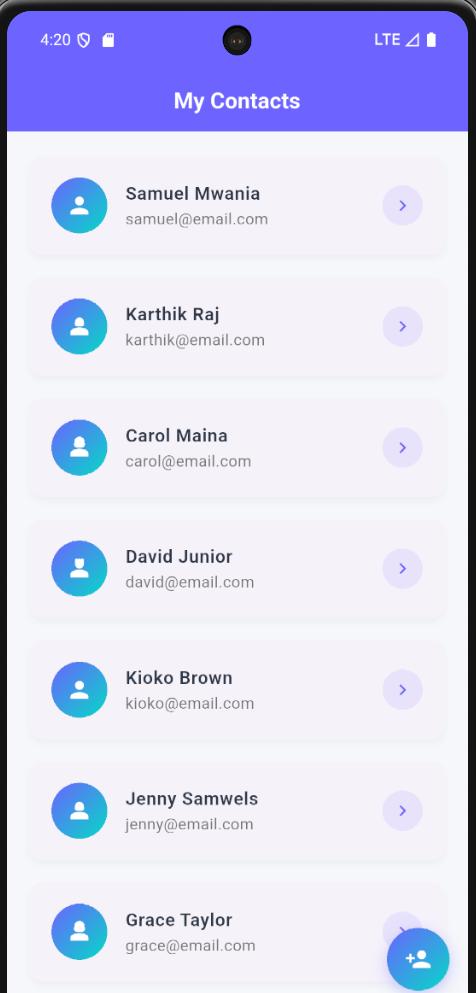 4:20 LTE
My Contacts
Samuel Mwania
samuel@email.com
Karthik Raj
karthik@email.com
Carol Maina
carol@email.com
David Junior
david@email.com
Kioko Brown
kioko@email.com
Jenny Samwels
jenny@email.com
Grace Taylor
grace@email.com